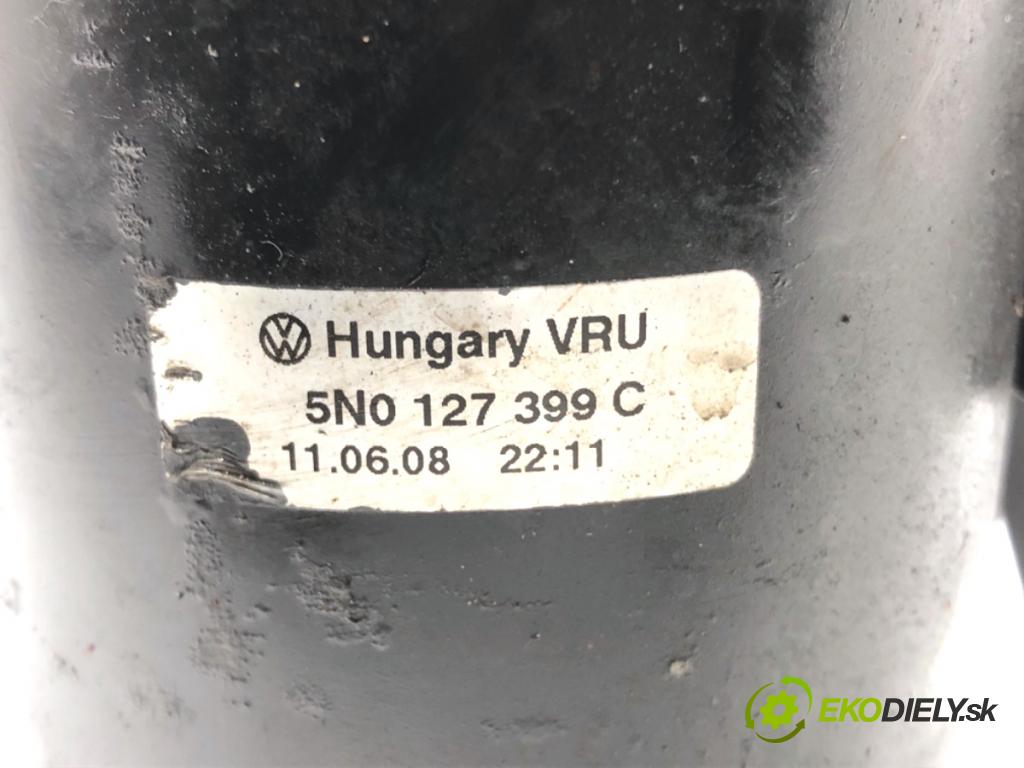 Hungary VRU
5N0 127 399 C
11.06.08 22:11
EKODIELY.sk